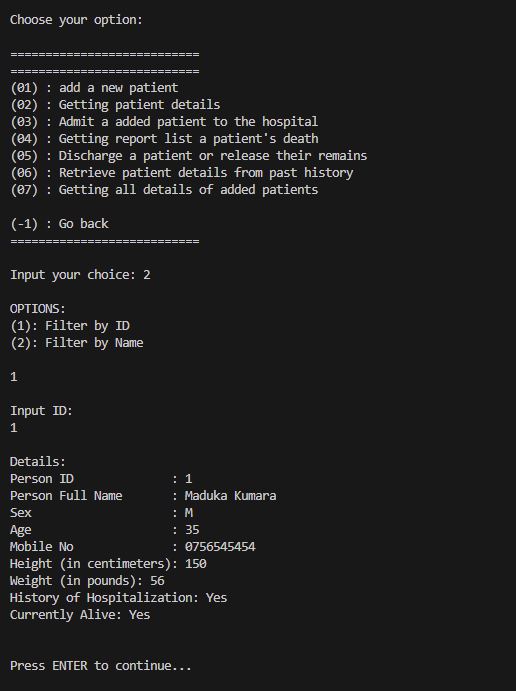 Choose your option:
===========================
===========================
(01) : add a new patient
(02) : Getting patient details
(03) : Admit a added patient to the hospital
(04) : Getting report list a patient's death
(05) : Discharge a patient or release their remains
(06) : Retrieve patient details from past history
(07) : Getting all details of added patients
(-1) : Go back
===========================
Input your choice: 2
OPTIONS:
(1): Filter by ID
(2): Filter by Name
1
Input ID:
1
Details:
Person ID              : 1
Person Full Name       : Maduka Kumara
Sex                    : M
Age                    : 35
Mobile No              : 0756545454
Height (in centimeters): 150
Weight (in pounds): 56
History of Hospitalization: Yes
Currently Alive: Yes
Press ENTER to continue...